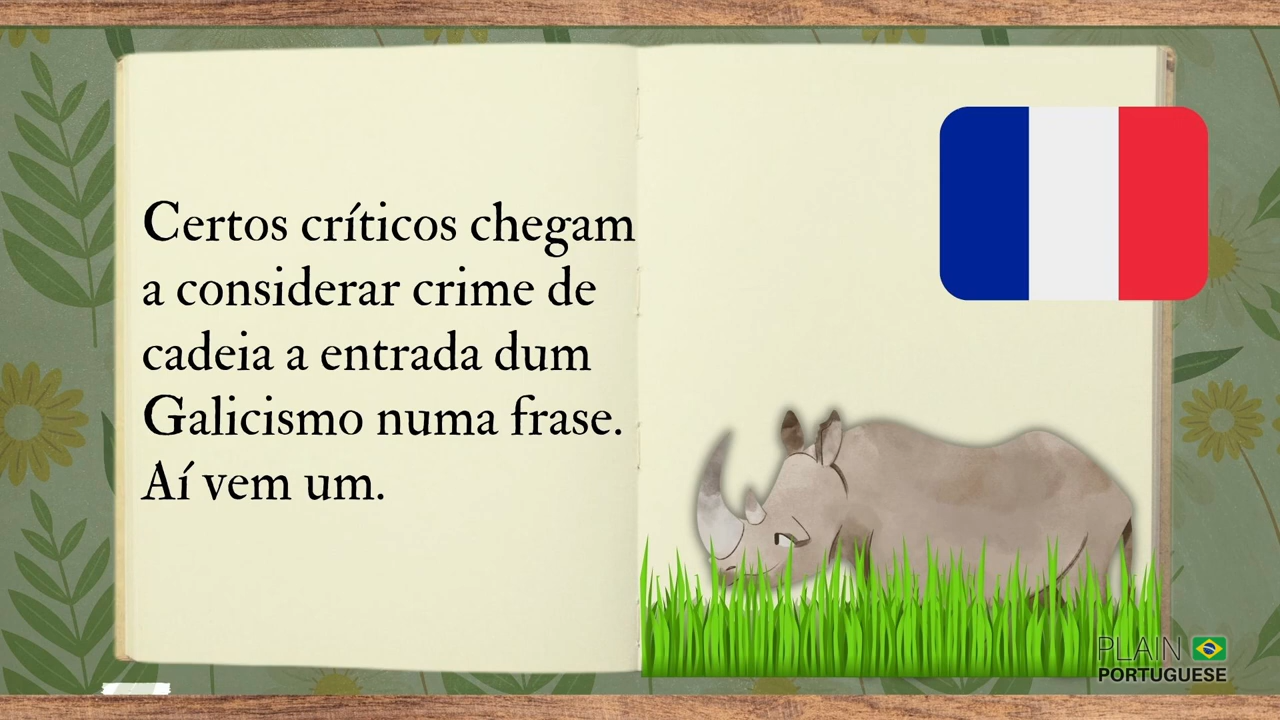 Certos críticos chegam
a considerar crime de
cadeia a entrada dum
Galicismo numa frase.
Aí vem um.
PLAIN
PORTUGUESE